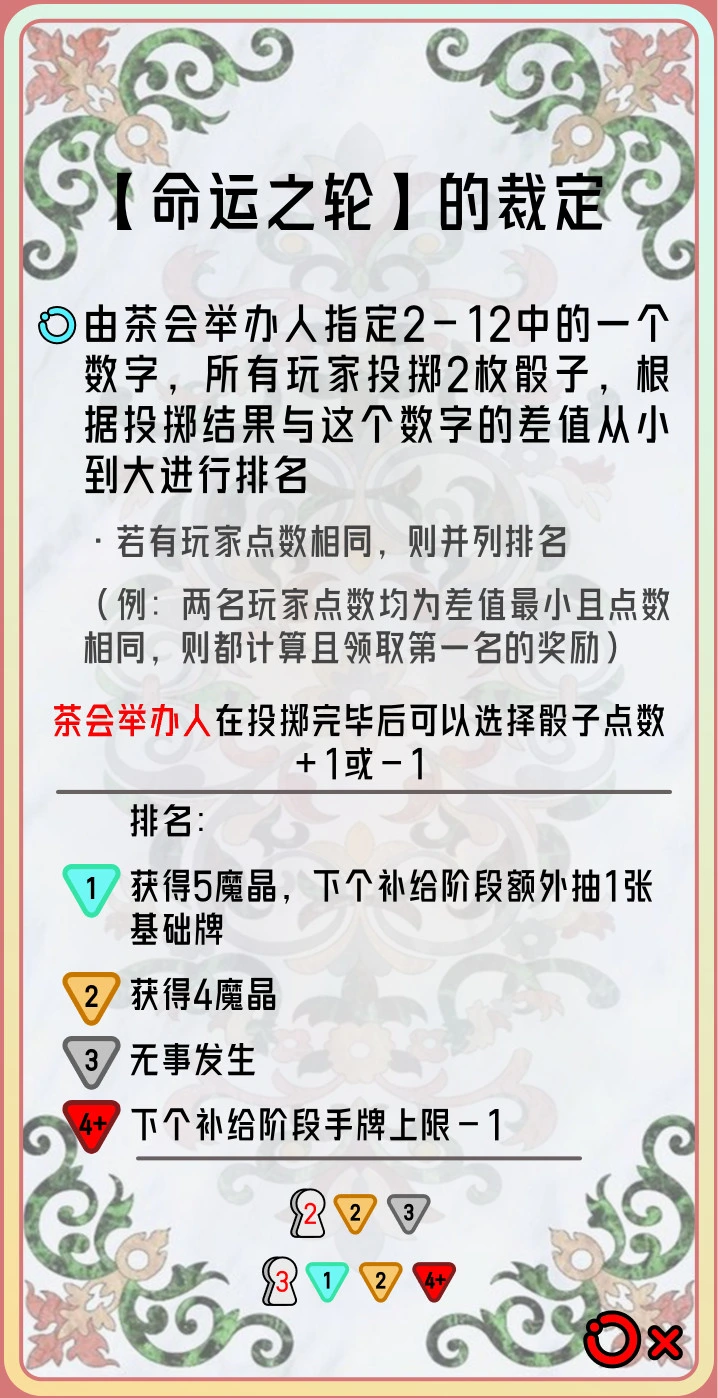 【命运之轮】的裁定
由茶会举办人指定2－12中的一个
数字，所有玩家投掷2枚骰子，根
据投掷结果与这个数字的差值从小
到大进行排名
·若有玩家点数相同，则并列排名
（例：两名玩家点数均为差值最小且点数
相同，则都计算且领取第一名的奖励）
茶会举办人在投掷完毕后可以选择骰子点数
＋1或－1
排名：
1 获得5魔晶，下个补给阶段额外抽1张
基础牌
2 获得4魔晶
3 无事发生
4+ 下个补给阶段手牌上限－1
2 2 3
3 1 2 4+